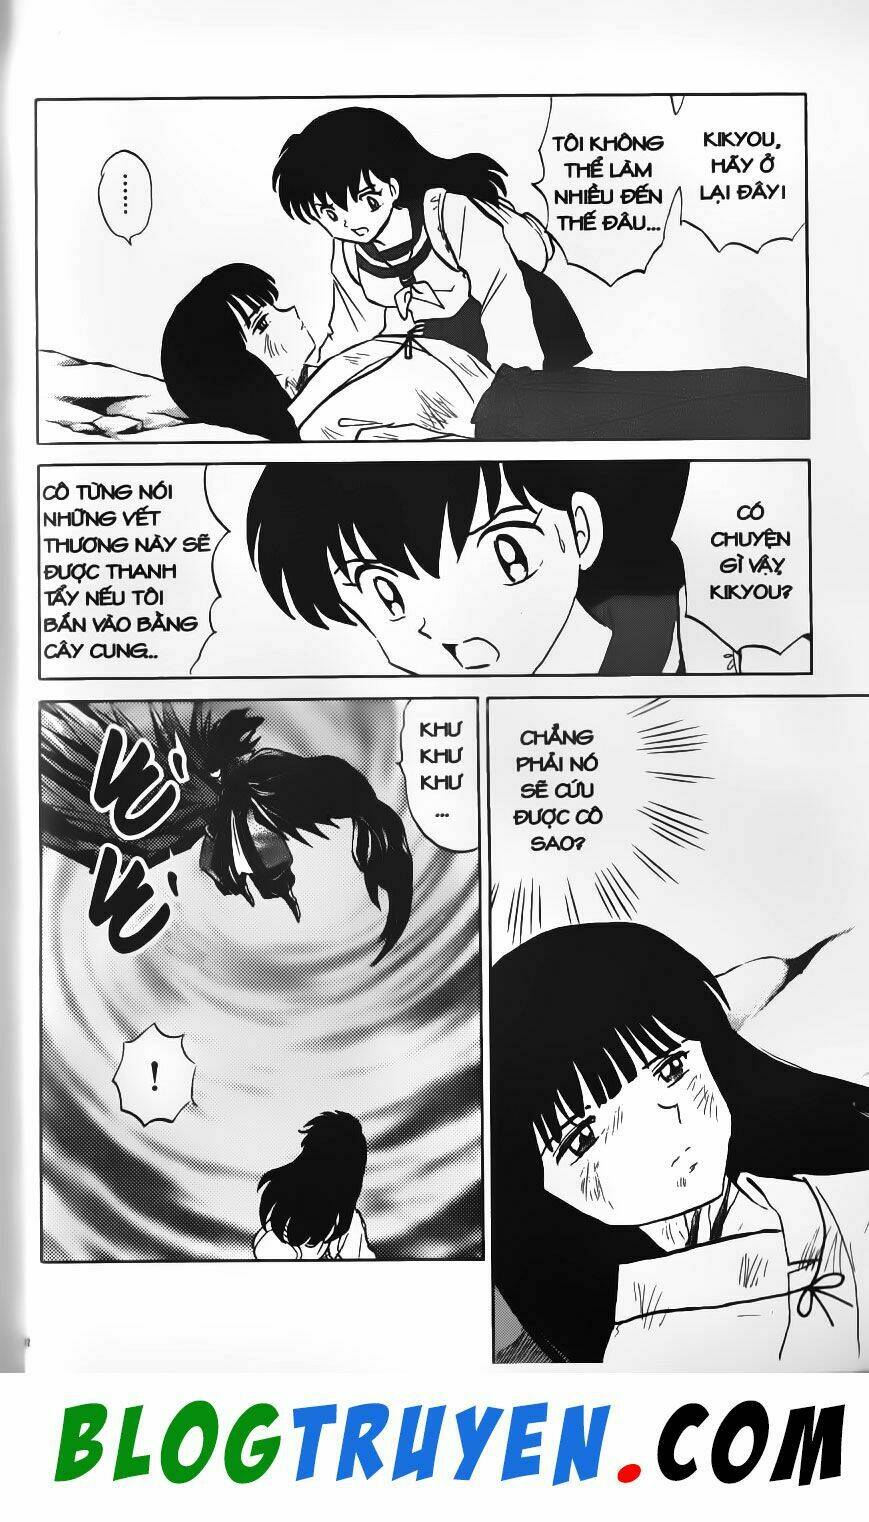 KIKYOU,
HÃY Ở
LẠI ĐÂY!
TÔI KHÔNG
THỂ LÀM
NHIỀU ĐẾN
THẾ ĐÂU...
......
CÓ
CHUYỆN
GÌ VẬY,
KIKYOU?
CÔ TỪNG NÓI
NHỮNG VẾT
THƯƠNG NÀY SẼ
ĐƯỢC THANH
TẨY NẾU TÔI
BẮN VÀO BẰNG
CÂY CUNG...
CHẲNG
PHẢI NÓ
SẼ CỨU
ĐƯỢC CÔ
SAO?
KHƯ
KHƯ
KHƯ
...
VÙ
VÙ
!
BLOGTRUYEN.COM